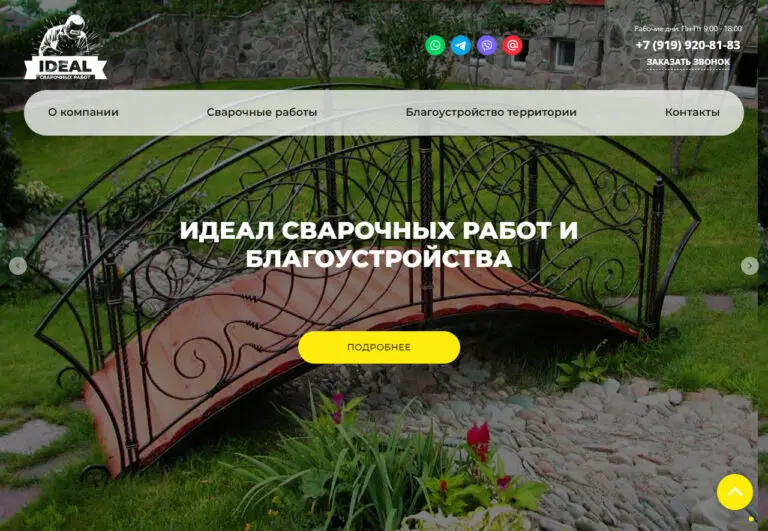 IDEAL
СВАРОЧНЫХ РАБОТ
Рабочие дни: Пн-Пт 9:00 - 18:00
+7 (919) 920-81-83
ЗАКАЗАТЬ ЗВОНОК
О компании
Сварочные работы
Благоустройство территории
Контакты
ИДЕАЛ СВАРОЧНЫХ РАБОТ И
БЛАГОУСТРОЙСТВА
ПОДРОБНЕЕ